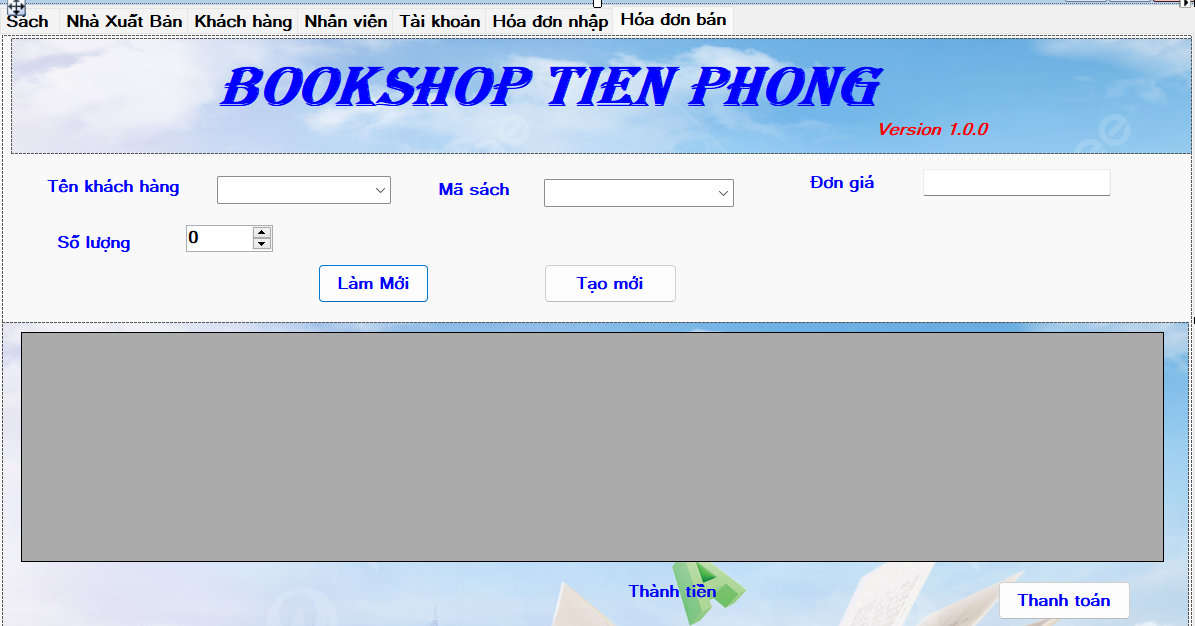 Sách Nhà Xuất Bản Khách hàng Nhân viên Tài khoản Hóa đơn nhập Hóa đơn bán
BOOKSHOP TIEN PHONG
Version 1.0.0
Tên khách hàng Mã sách Đơn giá
Số lượng 0
Làm Mới Tạo mới
Thành tiền
Thanh toán